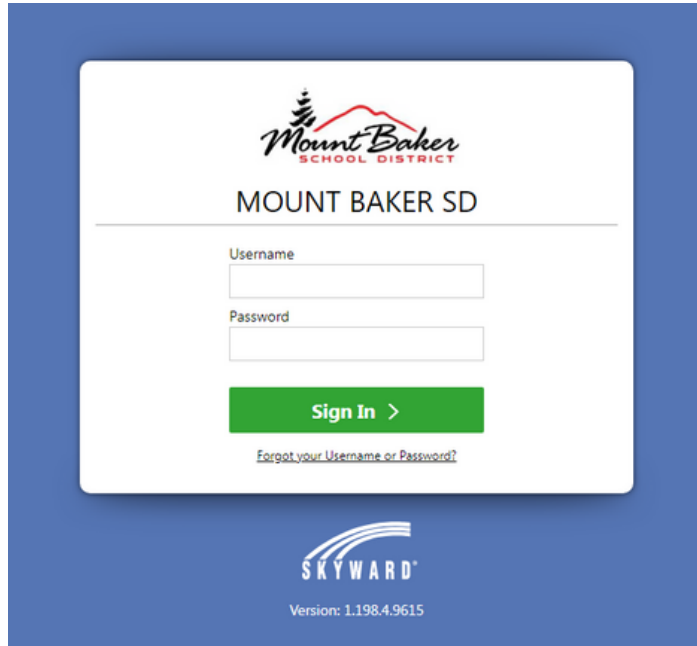 Mount Baker
SCHOOL DISTRICT
MOUNT BAKER SD
Username
Password
Sign In
Forgot your Username or Password?
SKYWARD®
Version: 1.198.4.9615